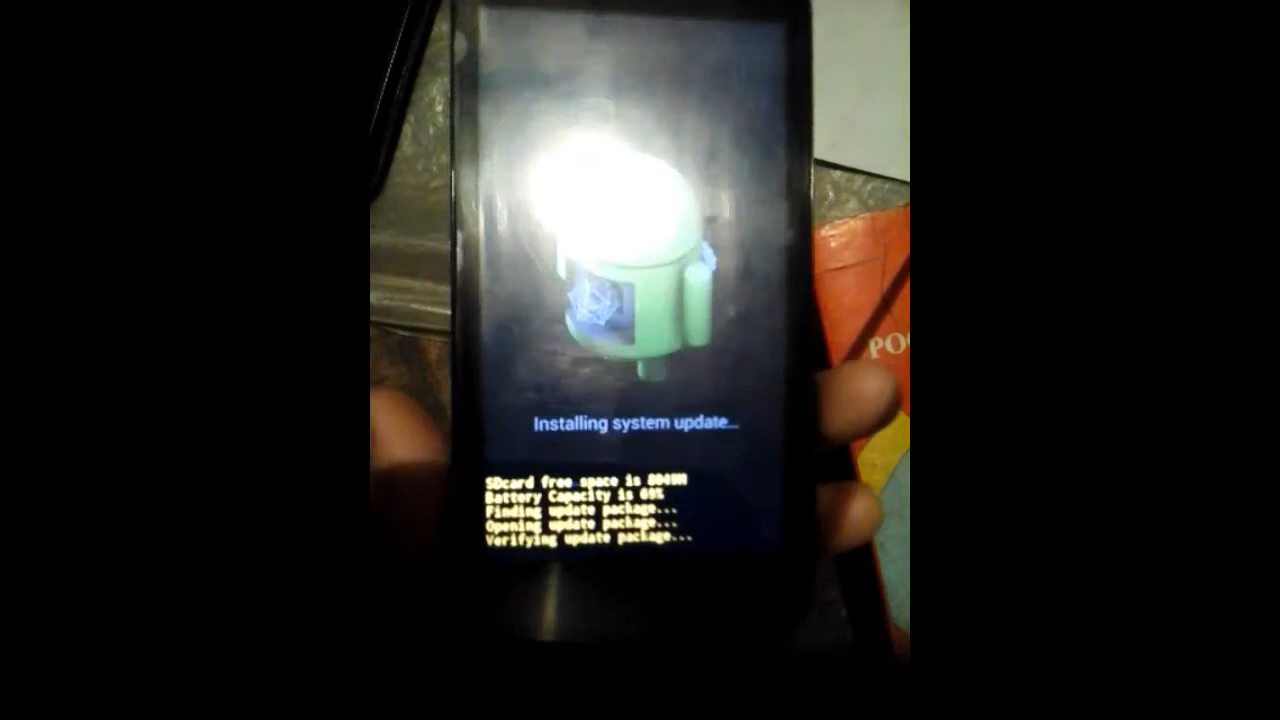 Installing system update...
SDcard free space is 8049M
Battery Capacity is 69%
Finding update package...
Opening update package...
Verifying update package...